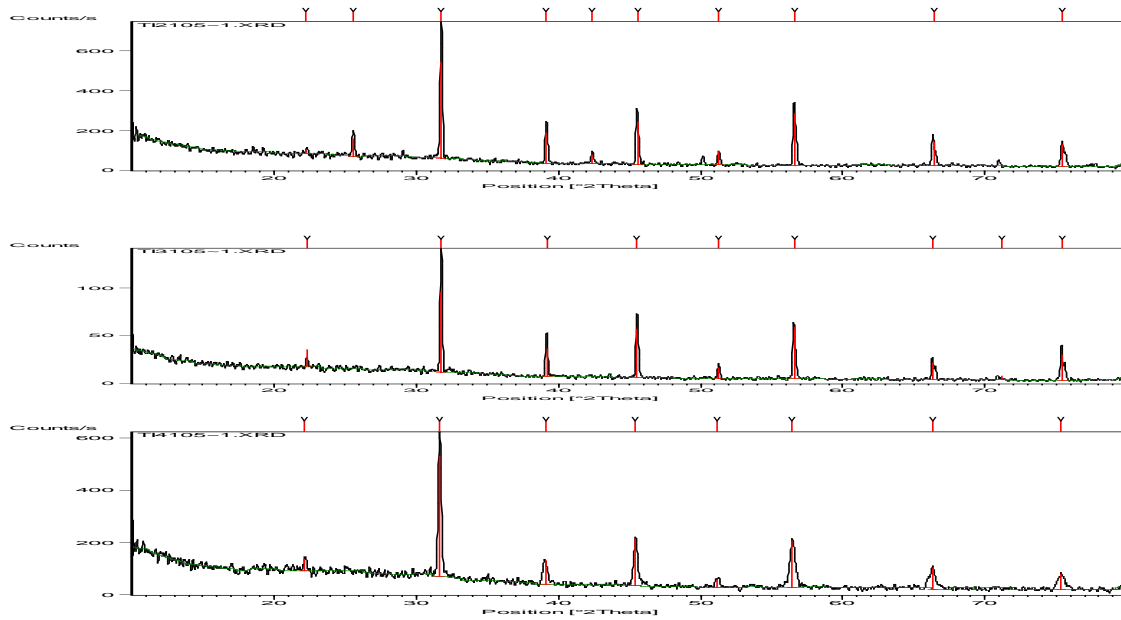 Counts/s
TI2105-1.XRD
600
400
200
0
20 30 40 50 60 70
Position [°2Theta]
Counts
TI3105-1.XRD
100
50
0
20 30 40 50 60 70
Position [°2Theta]
Counts/s
TI4105-1.XRD
600
400
200
0
20 30 40 50 60 70
Position [°2Theta]